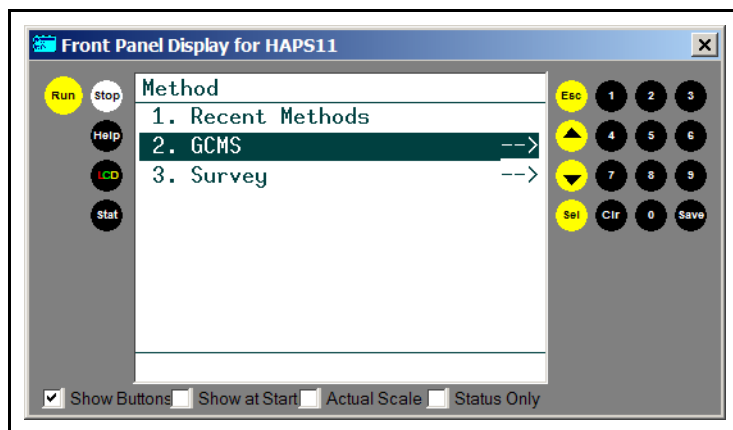 Front Panel Display for HAPS11
Run Stop Method Esc 1 2 3
1. Recent Methods
Help 2. GCMS --> 4 5 6
LCD 3. Survey --> 7 8 9
Stat Sel Clr 0 Save
Show Buttons Show at Start Actual Scale Status Only